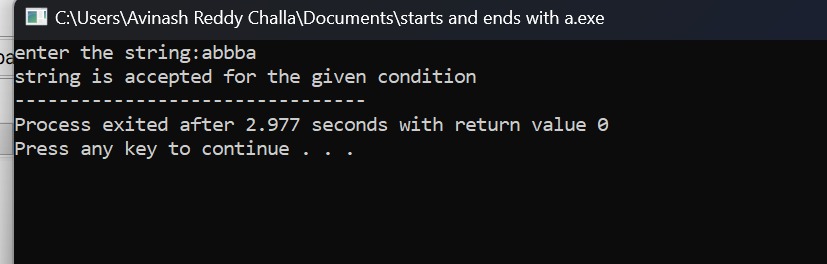 C:\Users\Avinash Reddy Challa\Documents\starts and ends with a.exe
enter the string:abbba
string is accepted for the given condition
--------------------------------
Process exited after 2.977 seconds with return value 0
Press any key to continue . . .